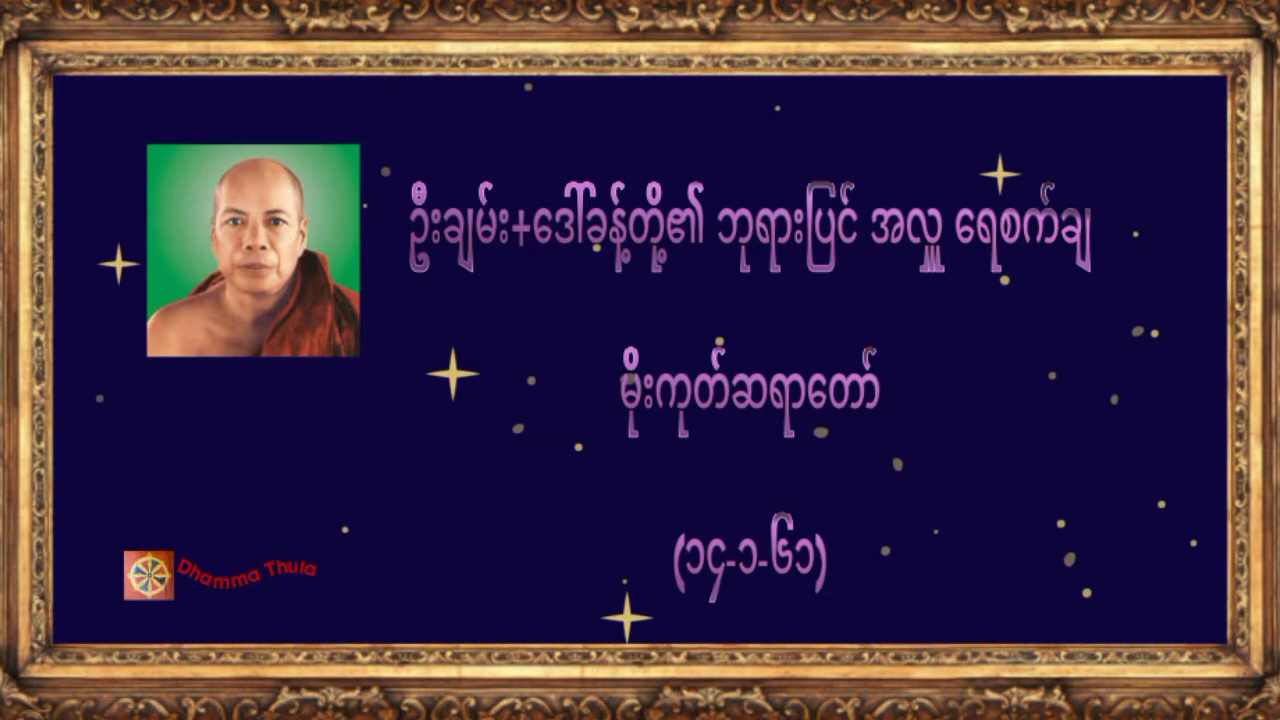 ဦးချမ်း+ဒေါ်ခန့်တို့၏ ဘုရားပြင် အလှူ ရေစက်ချ
မိုးကုတ်ဆရာတော်
(၁၄-၁-၆၁)
Dhamma Thula